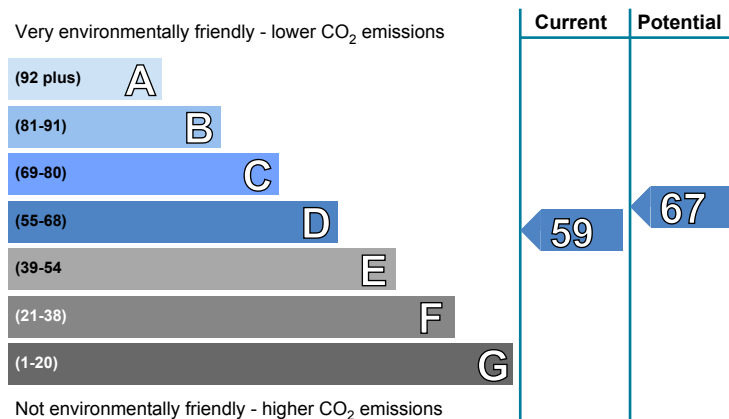 Current Potential
Very environmentally friendly - lower CO2 emissions
(92 plus) A
(81-91) B
(69-80) C
(55-68) D
59
67
(39-54 E
(21-38) F
(1-20) G
Not environmentally friendly - higher CO2 emissions